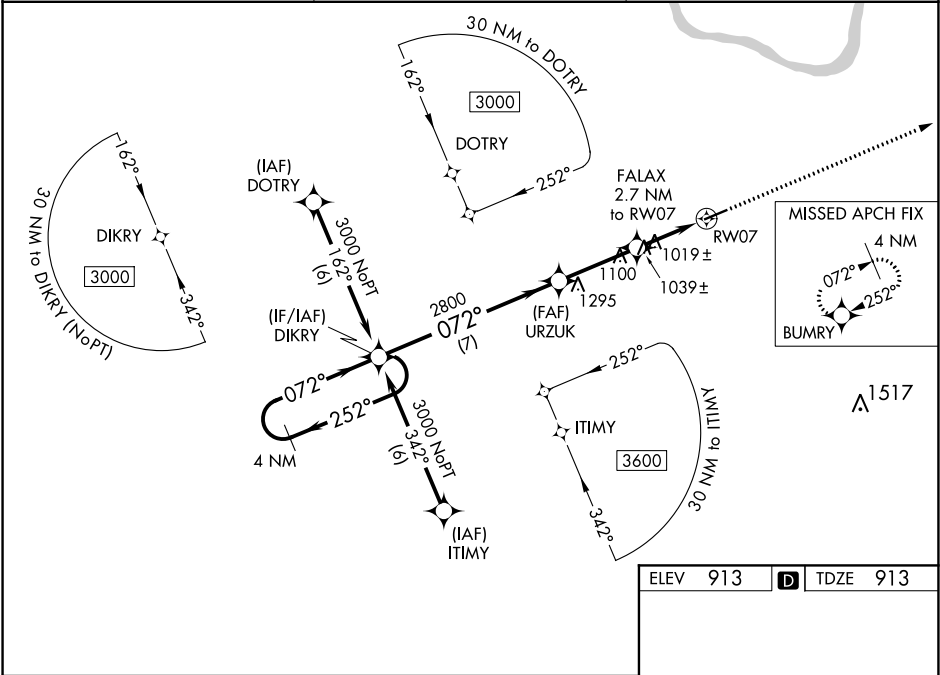 30 NM to DOTRY
162°
3000
DOTRY
252°
162°
DIKRY
3000
342°
30 NM to DIKRY (NoPT)
(IAF)
DOTRY
3000 NoPT
162°
(6)
FALAX
2.7 NM
to RW07
RW07
1019±
1100
1039±
1295
(FAF)
URZUK
2800
072°
(7)
(IF/IAF)
DIKRY
072°
252°
4 NM
3000 NoPT
342°
(6)
(IAF)
ITIMY
252°
ITIMY
3600
342°
30 NM to ITIMY
MISSED APCH FIX
4 NM
072°
252°
BUMRY
1517
ELEV 913 D TDZE 913